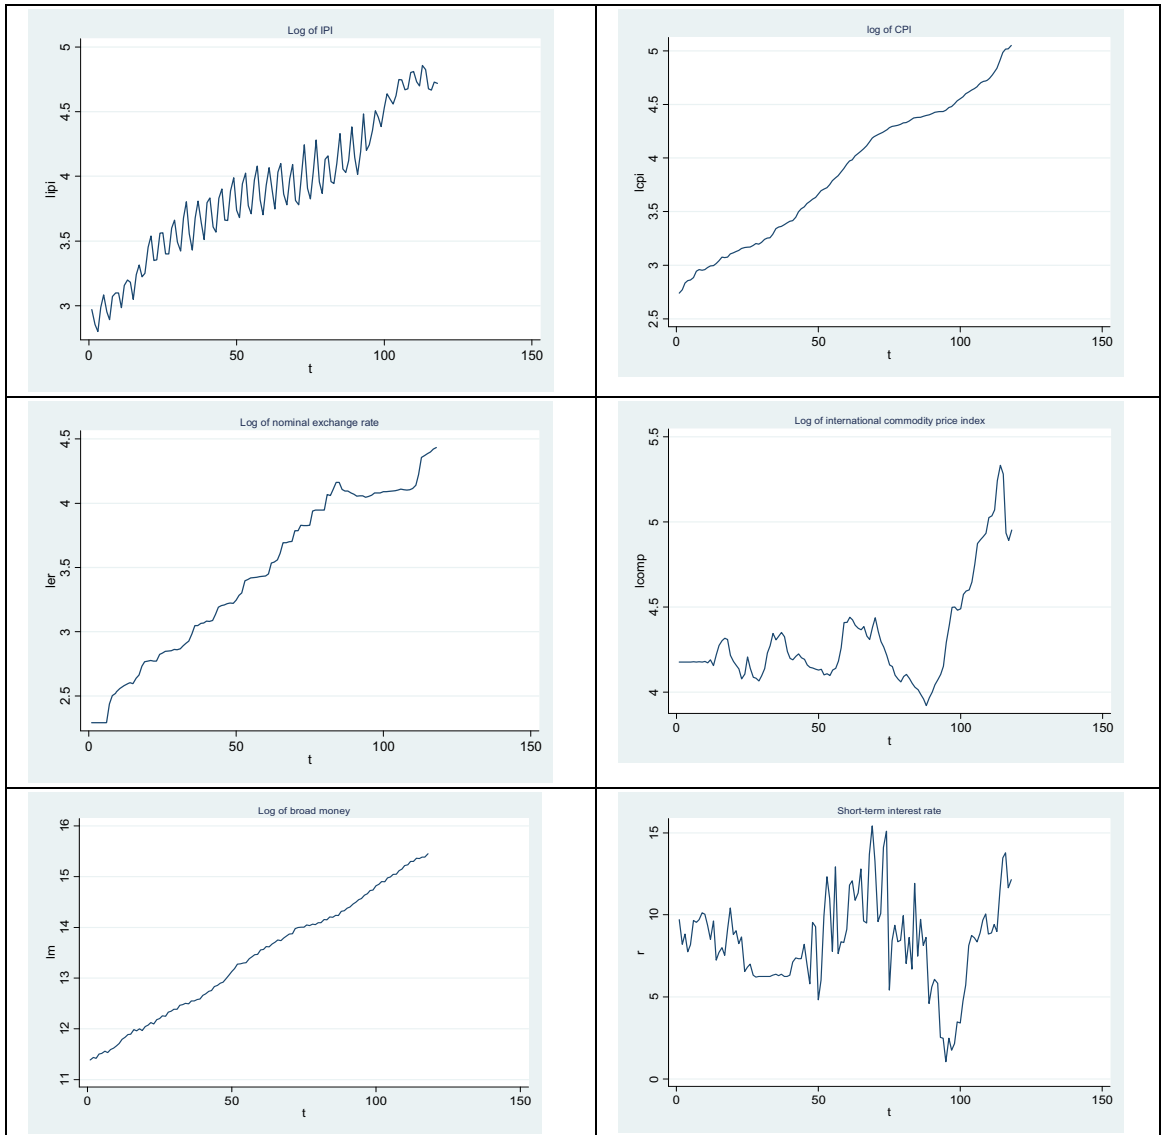 Log of IPI
5
4.5
4
3.5
3
lipi
0 50 100 150
t
log of CPI
5
4.5
4
3.5
3
2.5
lcpi
0 50 100 150
t
Log of nominal exchange rate
4.5
4
3.5
3
2.5
ler
0 50 100 150
t
Log of international commodity price index
5.5
5
4.5
4
lcomp
0 50 100 150
t
Log of broad money
16
15
14
13
12
11
lm
0 50 100 150
t
Short-term interest rate
15
10
5
0
r
0 50 100 150
t